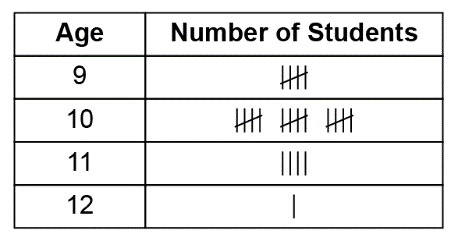 Age Number of Students
9 𝍸
10 𝍸 𝍸 𝍸
11 ||||
12 |